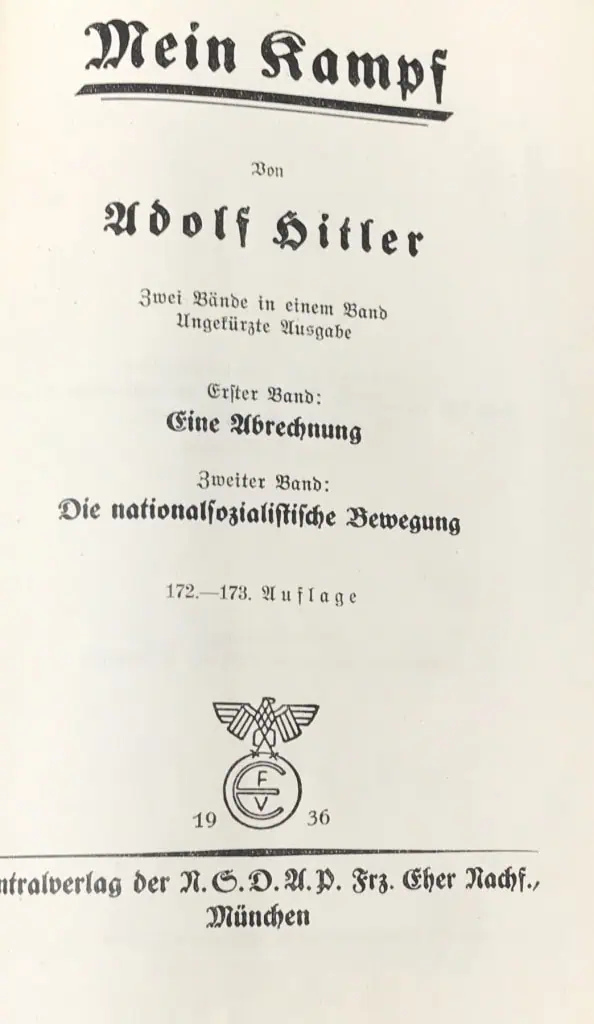 Mein Kampf
Von
Adolf Hitler
Zwei Bände in einem Band
Ungekürzte Ausgabe
Erster Band:
Eine Abrechnung
Zweiter Band:
Die nationalsozialistische Bewegung
172.—173. Auflage
F
E
V
19 36
ntralverlag der N.S.D.A.P. Frz. Eher Nachf.,
München